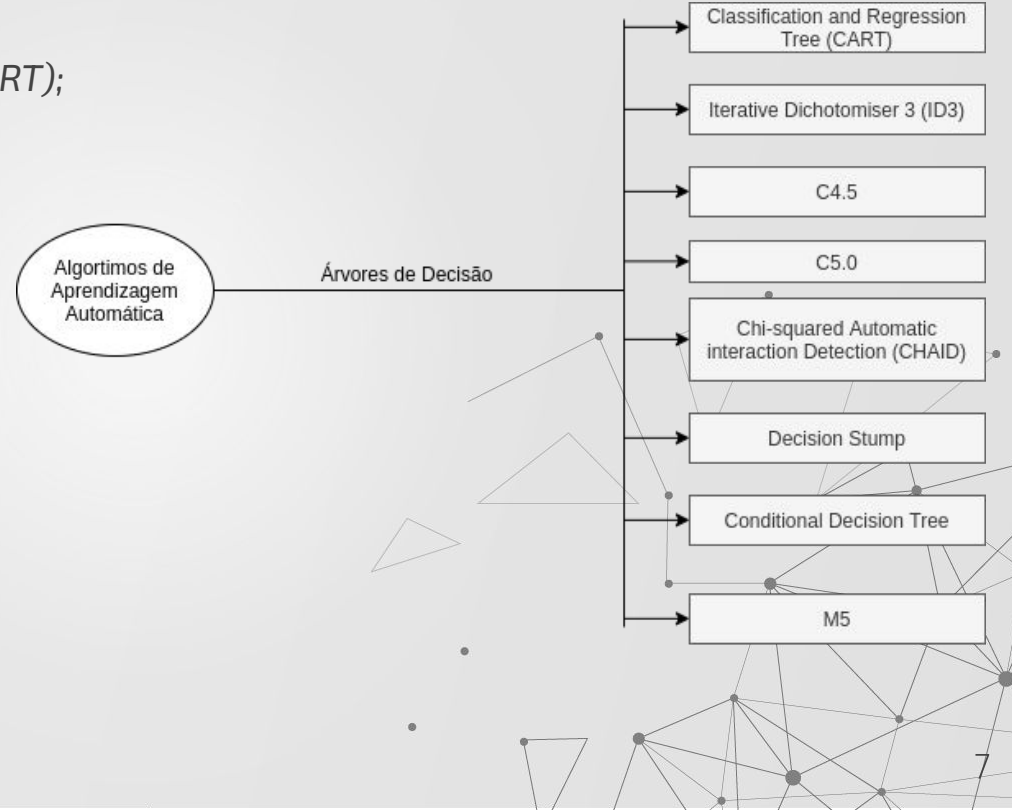 RT);
Classification and Regression
Tree (CART)
Iterative Dichotomiser 3 (ID3)
C4.5
C5.0
Algortimos de
Aprendizagem
Automática
Árvores de Decisão
Chi-squared Automatic
interaction Detection (CHAID)
Decision Stump
Conditional Decision Tree
M5
7